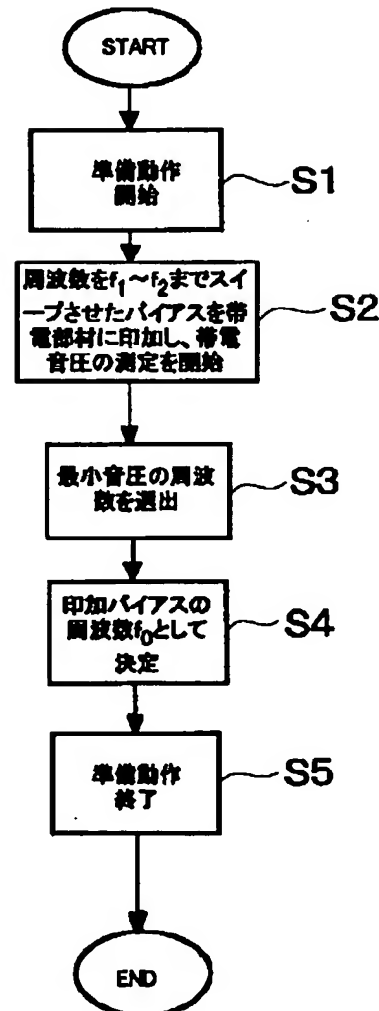 START
準備動作
開始
S1
周波数をf₁～f₂までスイ
ープさせたバイアスを帯
電部材に印加し、帯電
音圧の測定を開始
S2
最小音圧の周波
数を選出
S3
印加バイアスの
周波数f₀として
決定
S4
準備動作
終了
S5
END